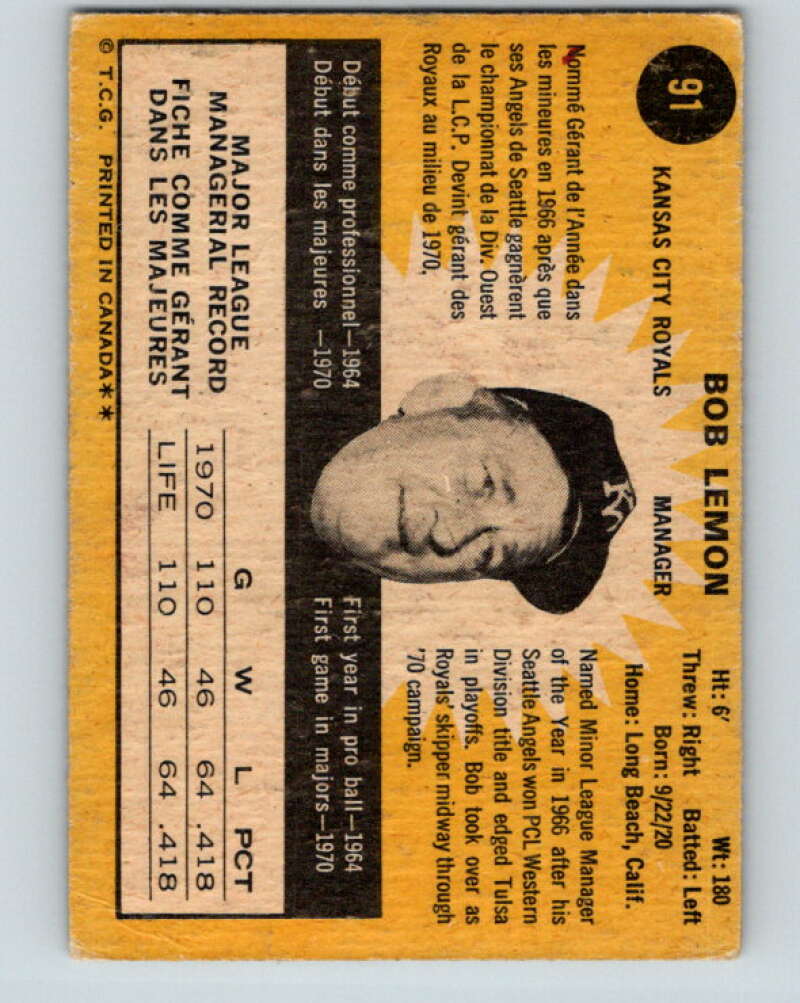 91
BOB LEMON
KANSAS CITY ROYALS MANAGER
Ht: 6' Wt: 180
Threw: Right Batted: Left
Born: 9/22/20
Home: Long Beach, Calif.
Nommé Gérant de l'Année dans
les mineures en 1966 après que
ses Angels de Seattle gagnèrent
le championnat de la Div. Ouest
de la L.C.P. Devint gérant des
Royaux au milieu de 1970.
KC
Named Minor League Manager
of the Year in 1966 after his
Seattle Angels won PCL Western
Division title and edged Tulsa
in playoffs. Bob took over as
Royals' skipper midway through
'70 campaign.
Début comme professionnel—1964
Début dans les majeures —1970
First year in pro ball—1964
First game in majors—1970
MAJOR LEAGUE
MANAGERIAL RECORD
FICHE COMME GÉRANT
DANS LES MAJEURES
G W L PCT
1970 110 46 64 .418
LIFE 110 46 64 .418
© T.C.G. PRINTED IN CANADA**